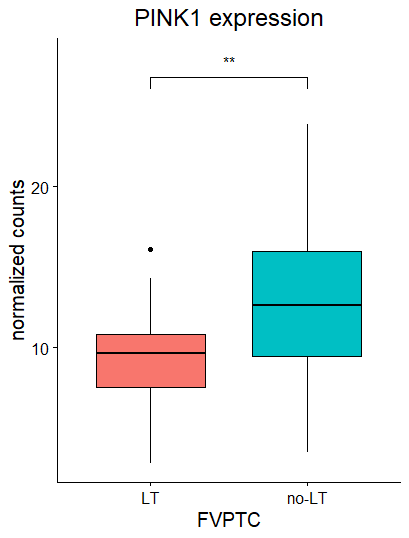 PINK1 expression
**
normalized counts
20
10
LT
no-LT
FVPTC